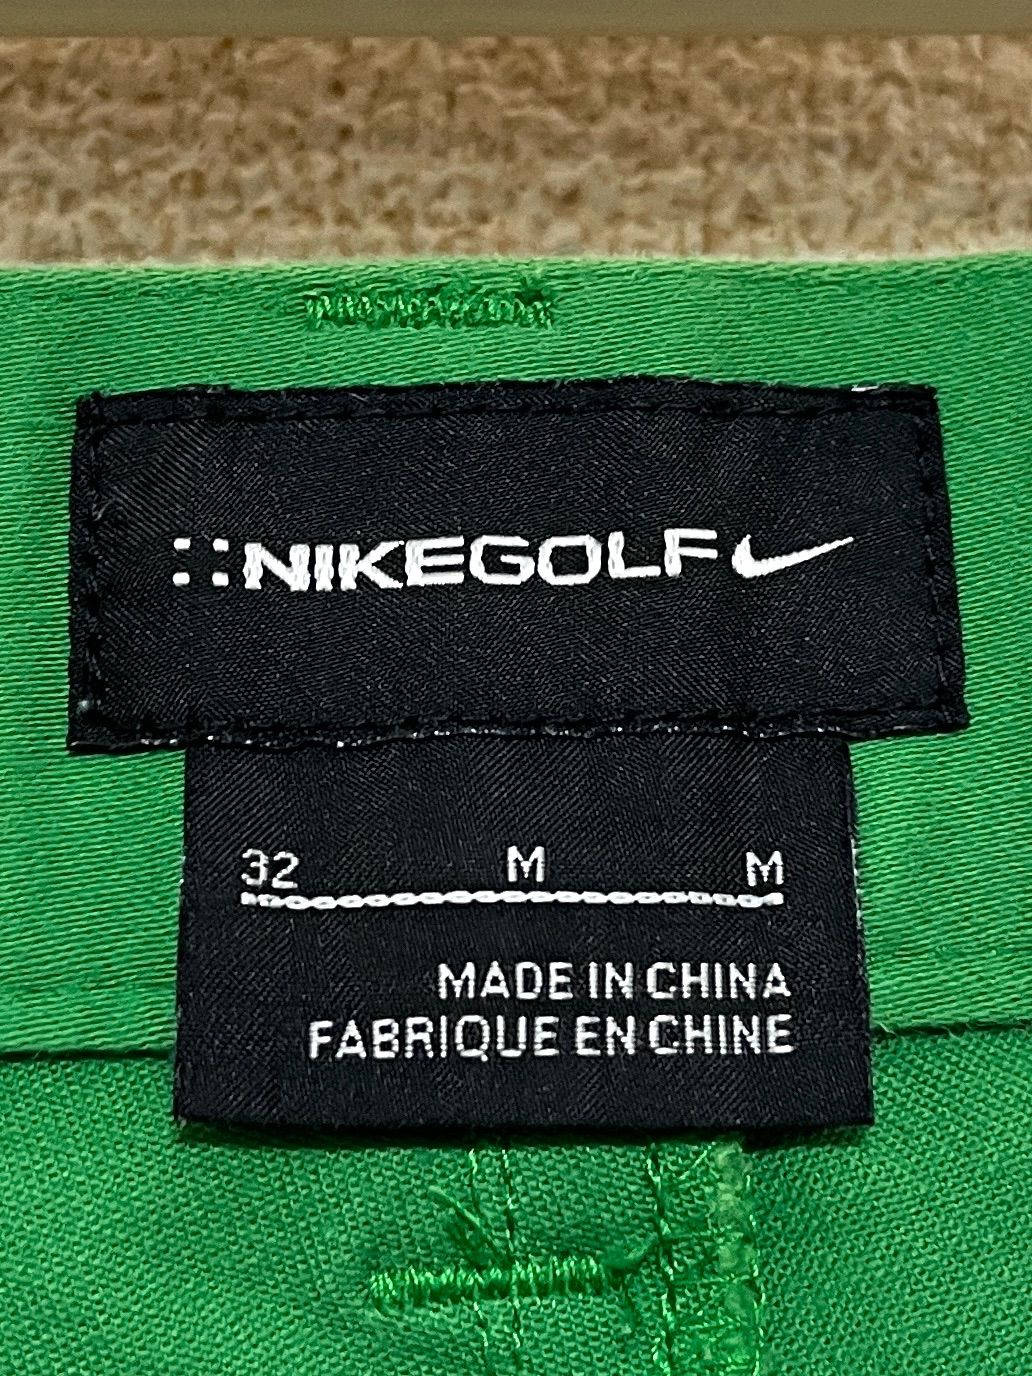 ::NIKEGOLF
32 M M
MADE IN CHINA
FABRIQUE EN CHINE